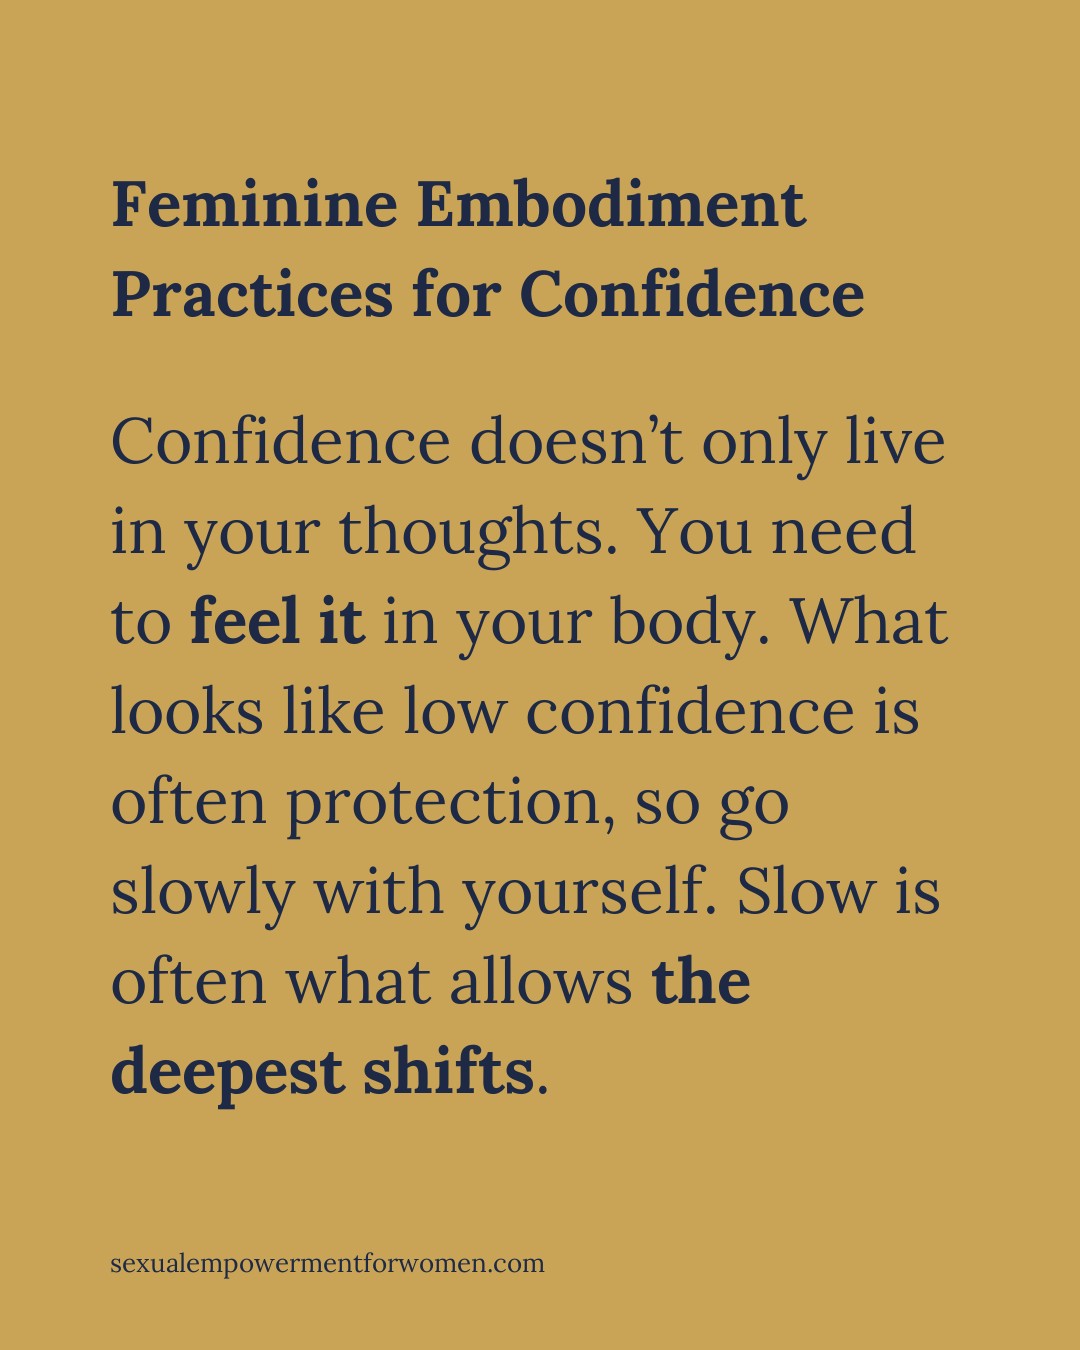 Feminine Embodiment
Practices for Confidence
Confidence doesn’t only live
in your thoughts. You need
to feel it in your body. What
looks like low confidence is
often protection, so go
slowly with yourself. Slow is
often what allows the
deepest shifts.
sexualempowermentforwomen.com